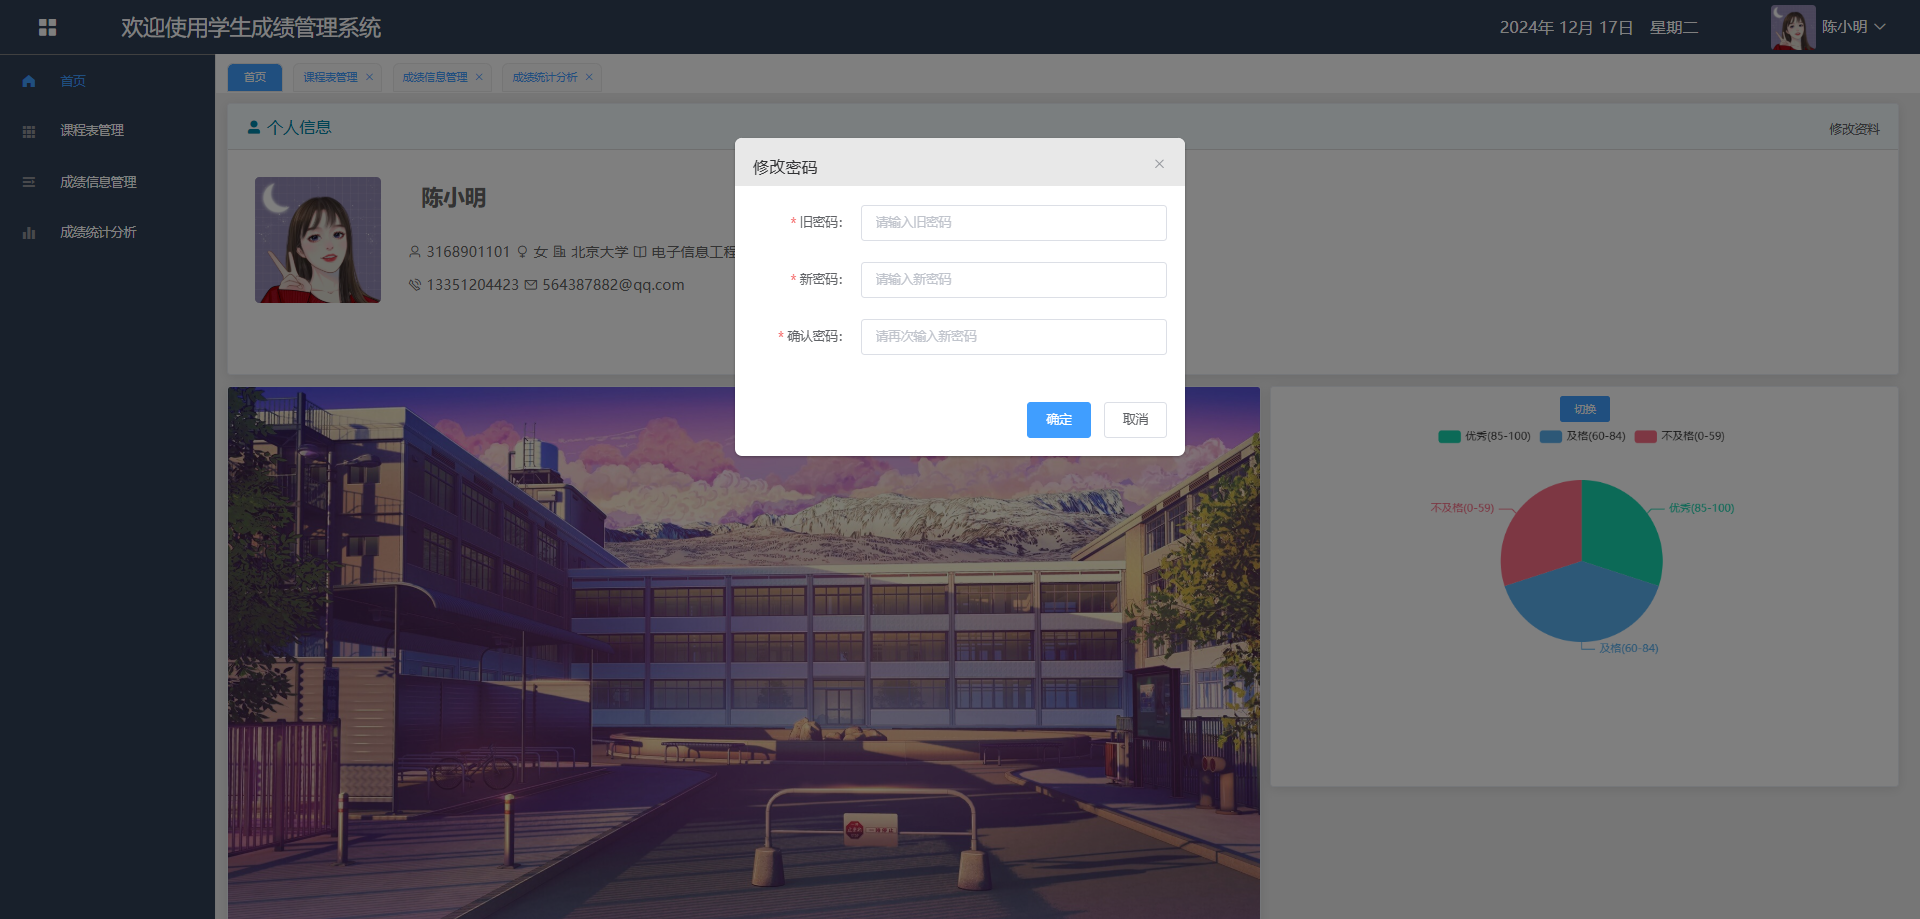 欢迎使用学生成绩管理系统
2024年 12月 17日 星期二
陈小明
首页
课程表管理
成绩信息管理
成绩统计分析
首页 课程表管理 成绩信息管理 成绩统计分析
个人信息
修改资料
陈小明
3168901101 女 北京大学 电子信息工程
13351204423 564387882@qq.com
修改密码
*旧密码: 请输入旧密码
*新密码: 请输入新密码
*确认密码: 请再次输入新密码
确定 取消
切换
优秀(85-100) 及格(60-84) 不及格(0-59)
不及格(0-59)
优秀(85-100)
及格(60-84)